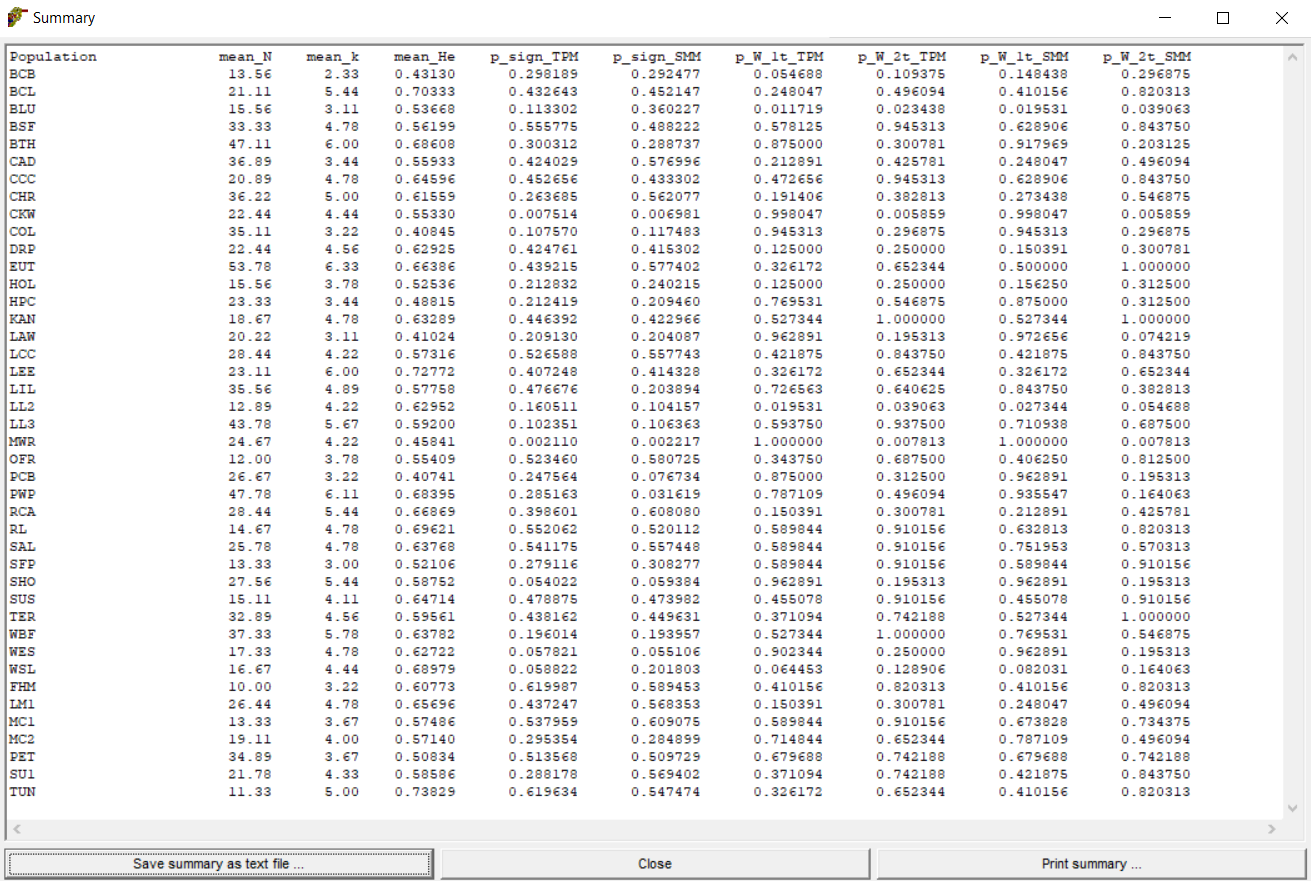 Summary
Population mean_N mean_k mean_He p_sign_TPM p_sign_SMM p_W_1t_TPM p_W_2t_TPM p_W_1t_SMM p_W_2t_SMM
BCB 13.56 2.33 0.43130 0.298189 0.292477 0.054688 0.109375 0.148438 0.296875
BCL 21.11 5.44 0.70333 0.432643 0.452147 0.248047 0.496094 0.410156 0.820313
BLU 15.56 3.11 0.53668 0.113302 0.360227 0.011719 0.023438 0.019531 0.039063
BSF 33.33 4.78 0.56199 0.555775 0.488222 0.578125 0.945313 0.628906 0.843750
BTH 47.11 6.00 0.68608 0.300312 0.288737 0.875000 0.300781 0.917969 0.203125
CAD 36.89 3.44 0.55933 0.424029 0.576996 0.212891 0.425781 0.248047 0.496094
CCC 20.89 4.78 0.64596 0.452656 0.433302 0.472656 0.945313 0.628906 0.843750
CHR 36.22 5.00 0.61559 0.263685 0.562077 0.191406 0.382813 0.273438 0.546875
CKW 22.44 4.44 0.55330 0.007514 0.006981 0.998047 0.005859 0.998047 0.005859
COL 35.11 3.22 0.40845 0.107570 0.117483 0.945313 0.296875 0.945313 0.296875
DRP 22.44 4.56 0.62925 0.424761 0.415302 0.125000 0.250000 0.150391 0.300781
EUT 53.78 6.33 0.66386 0.439215 0.577402 0.326172 0.652344 0.500000 1.000000
HOL 15.56 3.78 0.52536 0.212832 0.240215 0.125000 0.250000 0.156250 0.312500
HPC 23.33 3.44 0.48815 0.212419 0.209460 0.769531 0.546875 0.875000 0.312500
KAN 18.67 4.78 0.63289 0.446392 0.422966 0.527344 1.000000 0.527344 1.000000
LAW 20.22 3.11 0.41024 0.209130 0.204087 0.962891 0.195313 0.972656 0.074219
LCC 28.44 4.22 0.57316 0.526588 0.557743 0.421875 0.843750 0.421875 0.843750
LEE 23.11 6.00 0.72772 0.407248 0.414328 0.326172 0.652344 0.326172 0.652344
LIL 35.56 4.89 0.57758 0.476676 0.203894 0.726563 0.640625 0.843750 0.382813
LL2 12.89 4.22 0.62952 0.160511 0.104157 0.019531 0.039063 0.027344 0.054688
LL3 43.78 5.67 0.59200 0.102351 0.106363 0.593750 0.937500 0.710938 0.687500
MWR 24.67 4.22 0.45841 0.002110 0.002217 1.000000 0.007813 1.000000 0.007813
OFR 12.00 3.78 0.55409 0.523460 0.580725 0.343750 0.687500 0.406250 0.812500
PCB 26.67 3.22 0.40741 0.247564 0.076734 0.875000 0.312500 0.962891 0.195313
PWP 47.78 6.11 0.68395 0.285163 0.031619 0.787109 0.496094 0.935547 0.164063
RCA 28.44 5.44 0.66869 0.398601 0.608080 0.150391 0.300781 0.212891 0.425781
RL 14.67 4.78 0.69621 0.552062 0.520112 0.589844 0.910156 0.632813 0.820313
SAL 25.78 4.78 0.63768 0.541175 0.557448 0.589844 0.910156 0.751953 0.570313
SFP 13.33 3.00 0.52106 0.279116 0.308277 0.589844 0.910156 0.589844 0.910156
SHO 27.56 5.44 0.58752 0.054022 0.059384 0.962891 0.195313 0.962891 0.195313
SUS 15.11 4.11 0.64714 0.478875 0.473982 0.455078 0.910156 0.455078 0.910156
TER 32.89 4.56 0.59561 0.438162 0.449631 0.371094 0.742188 0.527344 1.000000
WBF 37.33 5.78 0.63782 0.196014 0.193957 0.527344 1.000000 0.769531 0.546875
WES 17.33 4.78 0.62722 0.057821 0.055106 0.902344 0.250000 0.962891 0.195313
WSL 16.67 4.44 0.68979 0.058822 0.201803 0.064453 0.128906 0.082031 0.164063
FHM 10.00 3.22 0.60773 0.619987 0.589453 0.410156 0.820313 0.410156 0.820313
LM1 26.44 4.78 0.65696 0.437247 0.568353 0.150391 0.300781 0.248047 0.496094
MC1 13.33 3.67 0.57486 0.537959 0.609075 0.589844 0.910156 0.673828 0.734375
MC2 19.11 4.00 0.57140 0.295354 0.284899 0.714844 0.652344 0.787109 0.496094
PET 34.89 3.67 0.50834 0.513568 0.509729 0.679688 0.742188 0.679688 0.742188
SU1 21.78 4.33 0.58586 0.288178 0.569402 0.371094 0.742188 0.421875 0.843750
TUN 11.33 5.00 0.73829 0.619634 0.547474 0.326172 0.652344 0.410156 0.820313
Save summary as text file ... Close Print summary ...